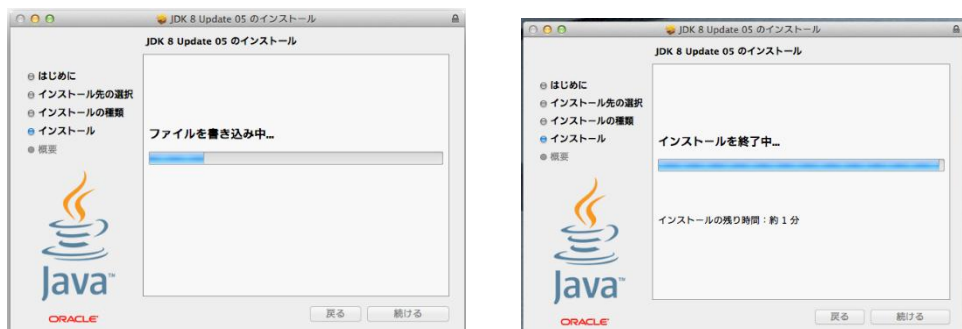 JDK 8 Update 05 のインストール
JDK 8 Update 05 のインストール
はじめに
インストール先の選択
インストールの種類
インストール
概要
ファイルを書き込み中...
Java™
ORACLE®
戻る 続ける
JDK 8 Update 05 のインストール
JDK 8 Update 05 のインストール
はじめに
インストール先の選択
インストールの種類
インストール
概要
インストールを終了中...
インストールの残り時間：約 1 分
Java™
ORACLE®
戻る 続ける